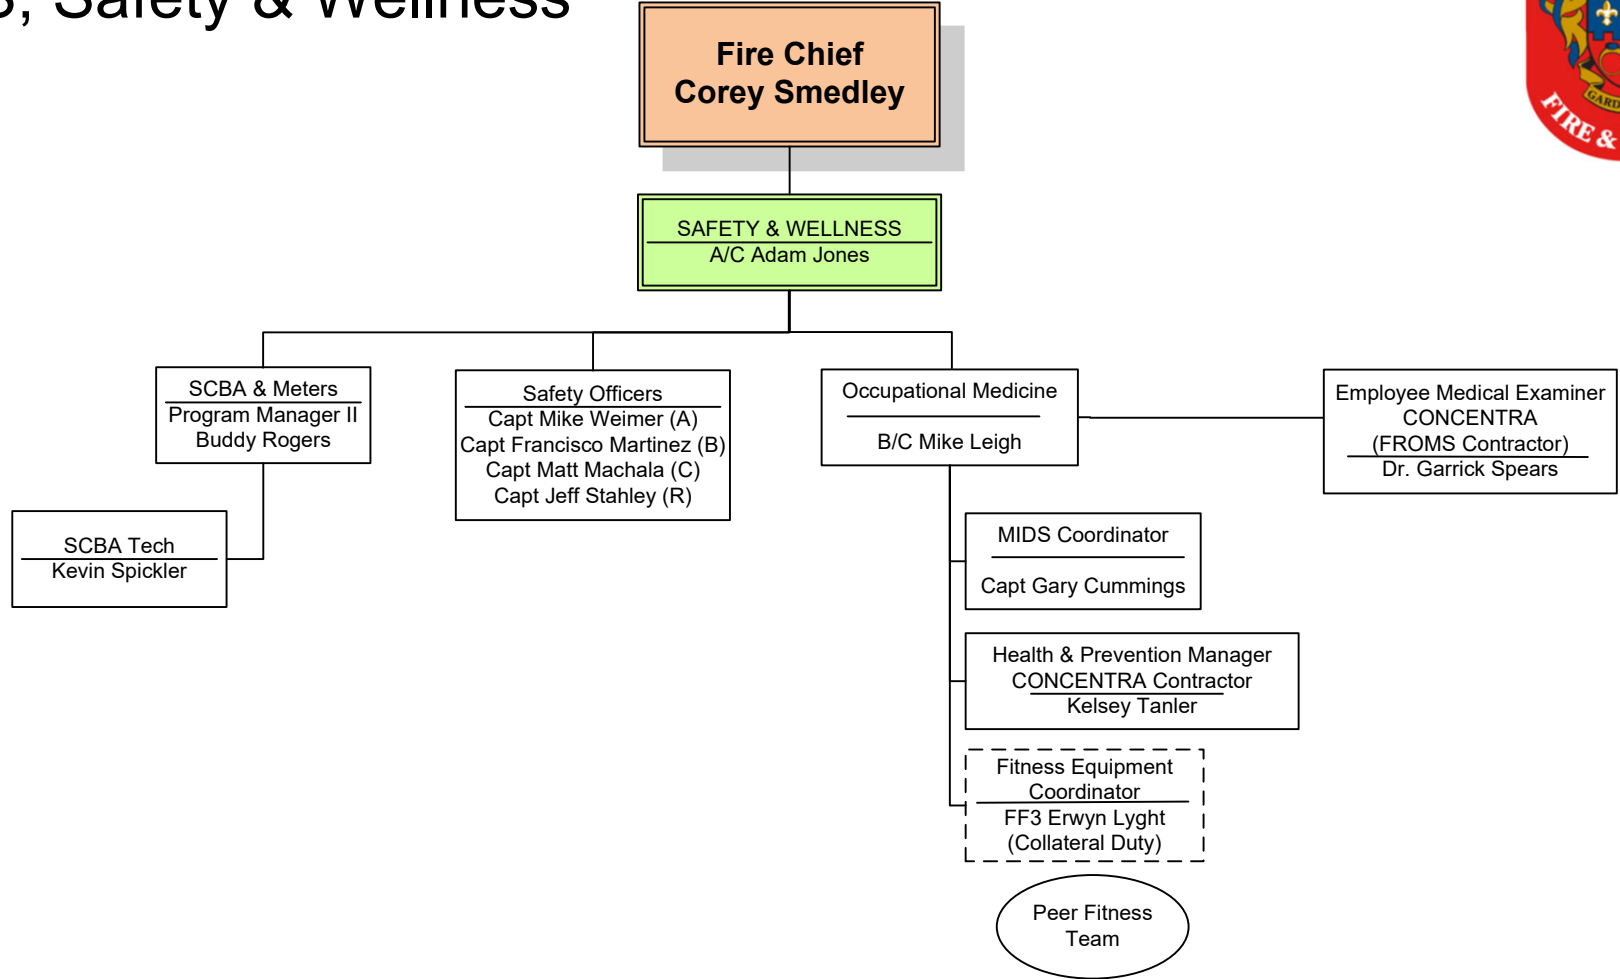 Safety & Wellness
Fire Chief
Corey Smedley
FIRE &
SAFETY & WELLNESS
A/C Adam Jones
SCBA & Meters
Program Manager II
Buddy Rogers
Safety Officers
Capt Mike Weimer (A)
Capt Francisco Martinez (B)
Capt Matt Machala (C)
Capt Jeff Stahley (R)
Occupational Medicine
B/C Mike Leigh
Employee Medical Examiner
CONCENTRA
(FROMS Contractor)
Dr. Garrick Spears
SCBA Tech
Kevin Spickler
MIDS Coordinator
Capt Gary Cummings
Health & Prevention Manager
CONCENTRA Contractor
Kelsey Tanler
Fitness Equipment
Coordinator
FF3 Erwyn Lyght
(Collateral Duty)
Peer Fitness
Team